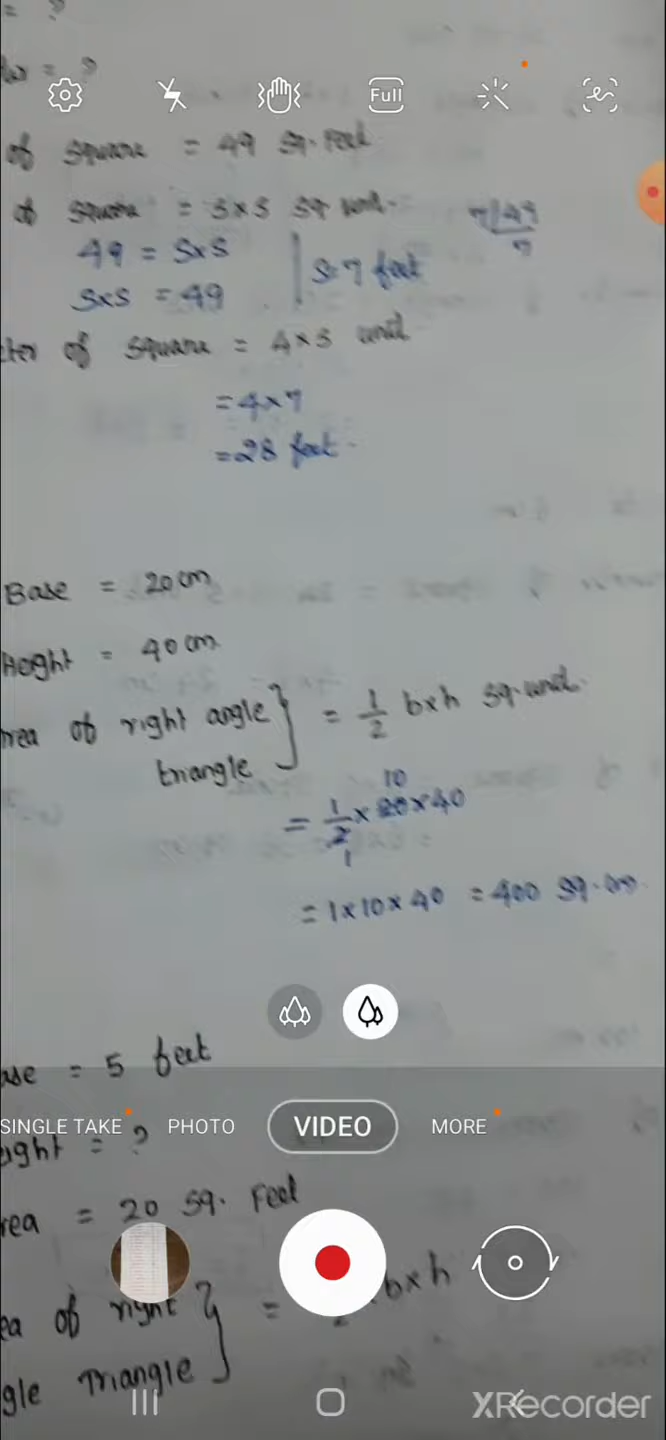 = ?
= ?
Full
of square = 49 sq. feet
of square = s×s sq unit.
7|49
7
49 = s×s
s×s = 49
s=7 feet
of square = 4×s unit
=4×7
=28 feet.
Base = 20cm
Height = 40cm
Area of right angle } = 1/2 b×h sq. unit.
triangle
10
= 1/2 × 20×40
1
= 1×10×40 = 400 sq. cm.
= 5 feet
SINGLE TAKE PHOTO VIDEO MORE
= ?
= 20 sq. Feet
of right } = b×h
Triangle
XRecorder